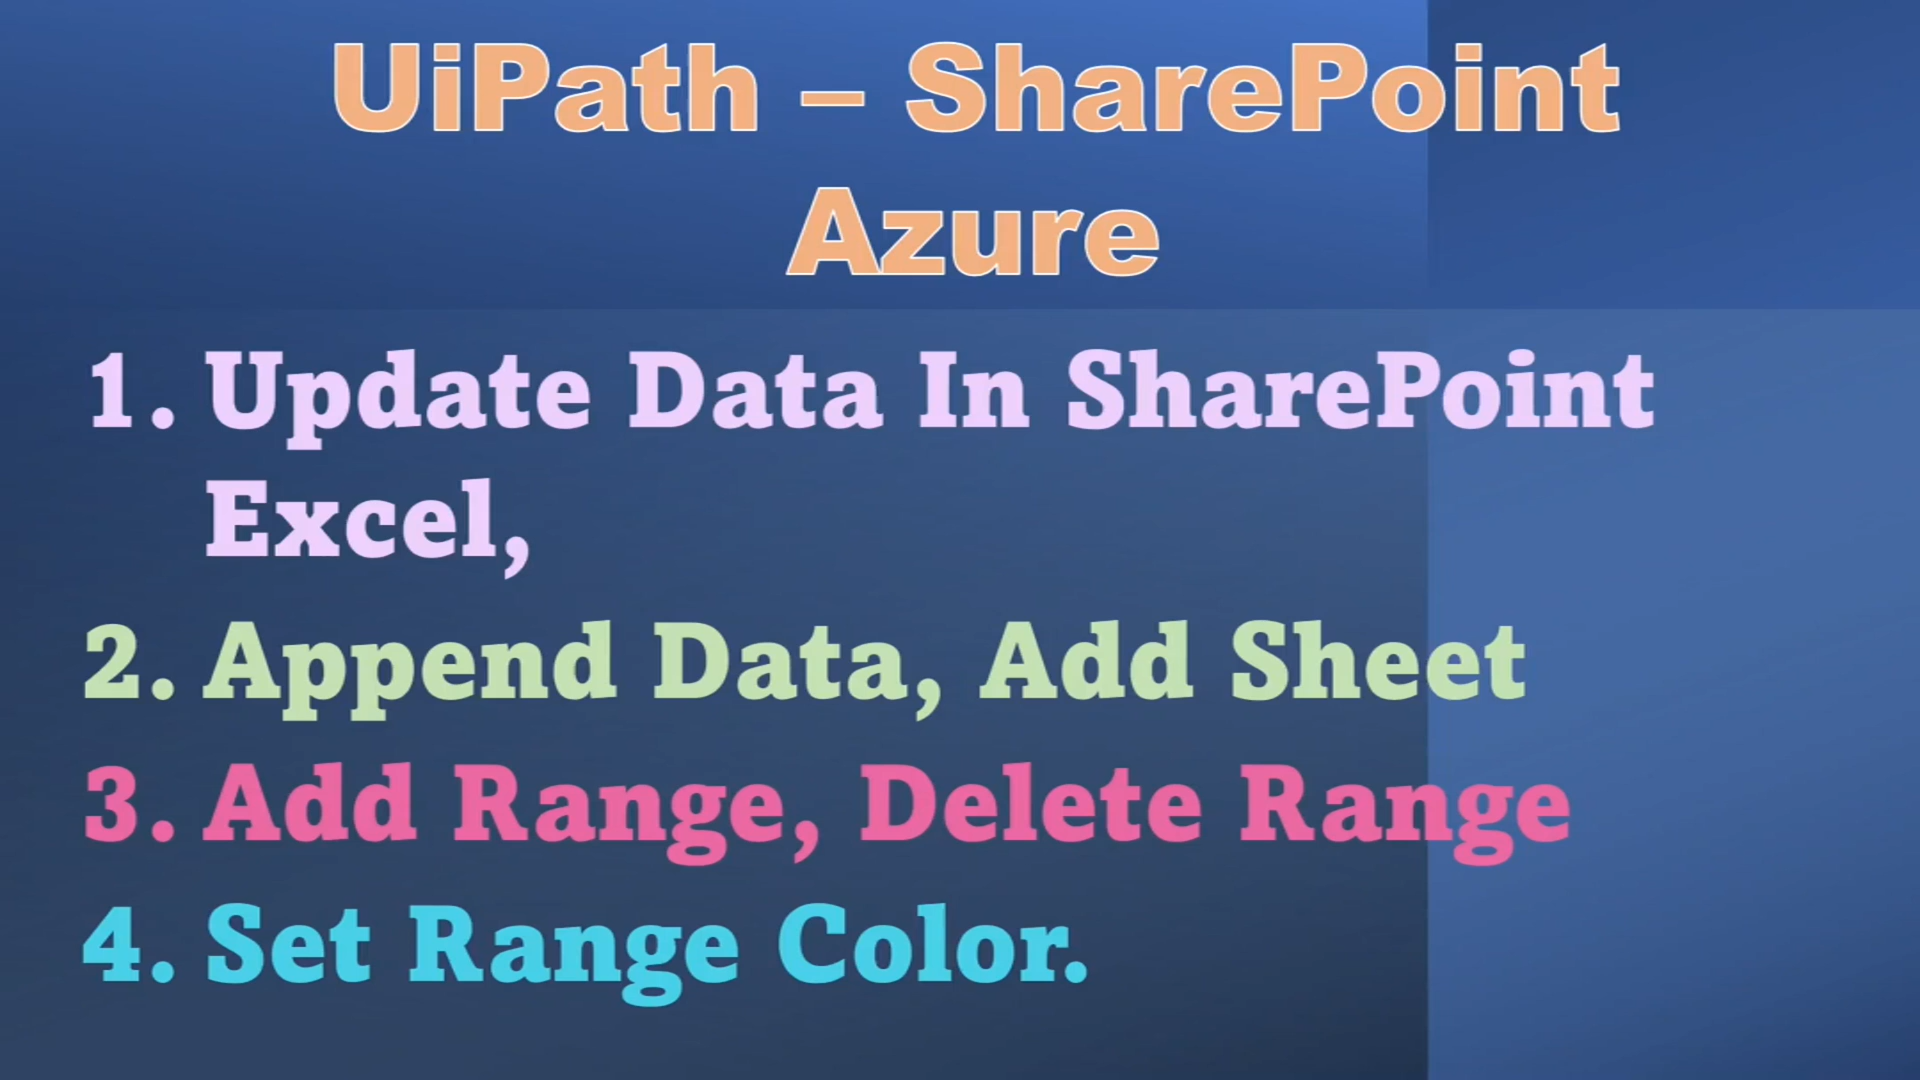 UiPath – SharePoint
Azure
1. Update Data In SharePoint
Excel,
2. Append Data, Add Sheet
3. Add Range, Delete Range
4. Set Range Color.